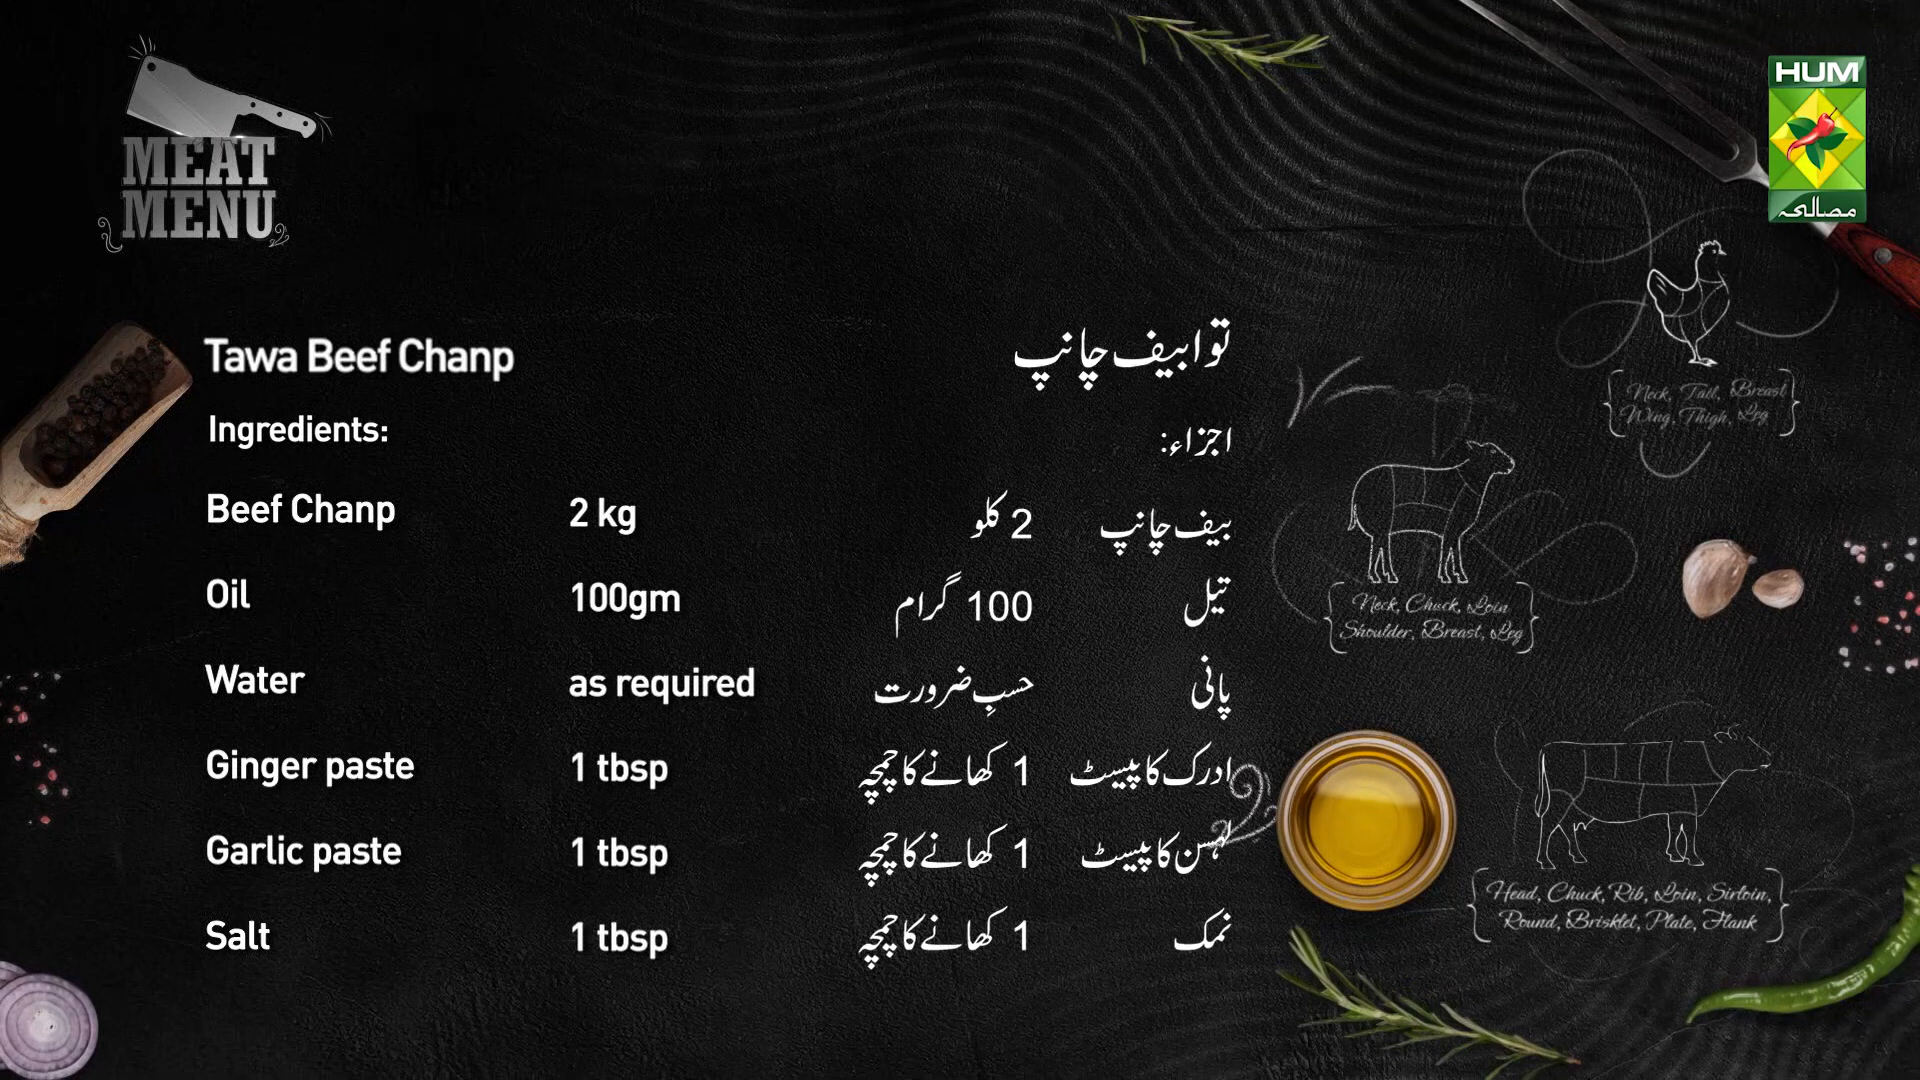 MEAT
MENU
HUM
مصالحہ
Tawa Beef Chanp
توا بیف چانپ
Ingredients:
اجزاء:
Beef Chanp 2 kg 2 کلو بیف چانپ
Oil 100gm 100 گرام تیل
Water as required حسبِ ضرورت پانی
Ginger paste 1 tbsp 1 کھانے کا چمچہ ادرک کا پیسٹ
Garlic paste 1 tbsp 1 کھانے کا چمچہ لہسن کا پیسٹ
Salt 1 tbsp 1 کھانے کا چمچہ نمک
Neck, Tail, Breast
Wing, Thigh, Leg
Neck, Chuck, Loin
Shoulder, Breast, Leg
Head, Chuck, Rib, Loin, Sirloin,
Round, Brisklet, Plate, Flank